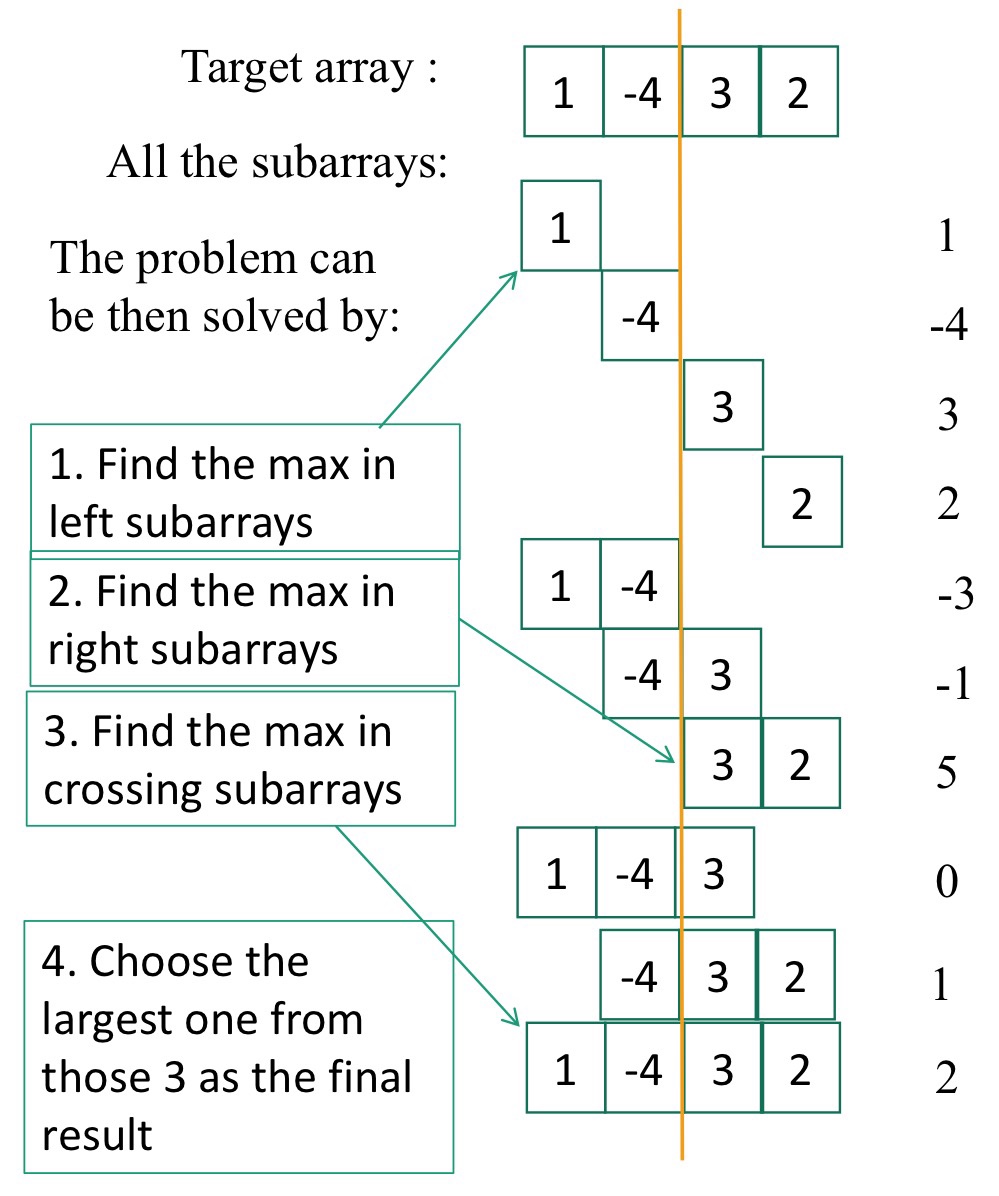 Target array :
1 -4 3 2
All the subarrays:
1 1
The problem can
be then solved by:
-4 -4
3 3
1. Find the max in
left subarrays
2 2
2. Find the max in
right subarrays
1 -4 -3
-4 3 -1
3. Find the max in
crossing subarrays
3 2 5
1 -4 3 0
4. Choose the
largest one from
those 3 as the final
result
-4 3 2 1
1 -4 3 2 2